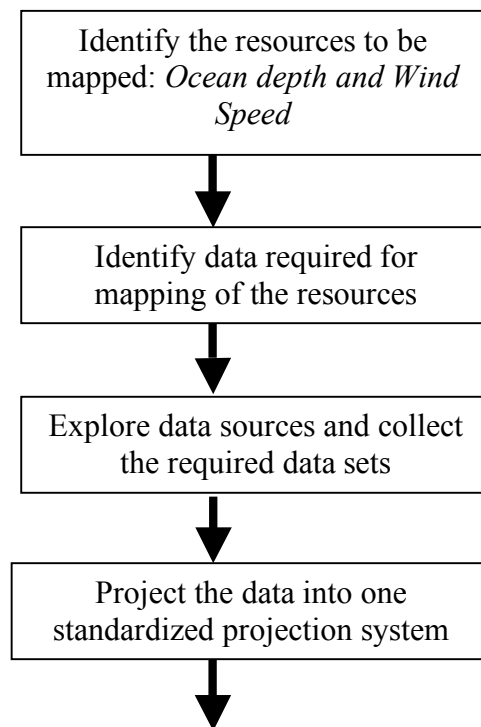 Identify the resources to be
mapped: Ocean depth and Wind
Speed
Identify data required for
mapping of the resources
Explore data sources and collect
the required data sets
Project the data into one
standardized projection system